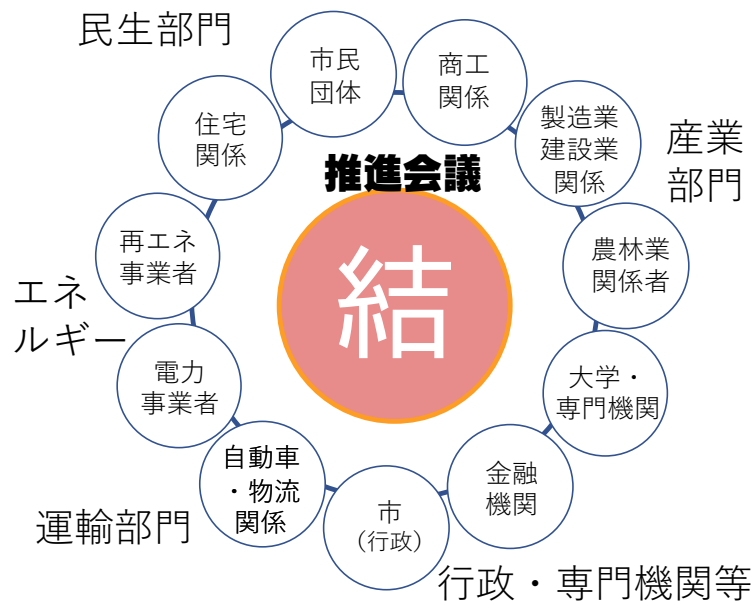 民生部門
市民
団体
商工
関係
住宅
関係
製造業
建設業
関係
産業
部門
推進会議
結
再エネ
事業者
農林業
関係者
エネ
ルギー
電力
事業者
大学・
専門機関
自動車
・物流
関係
金融
機関
市
（行政）
運輸部門
行政・専門機関等